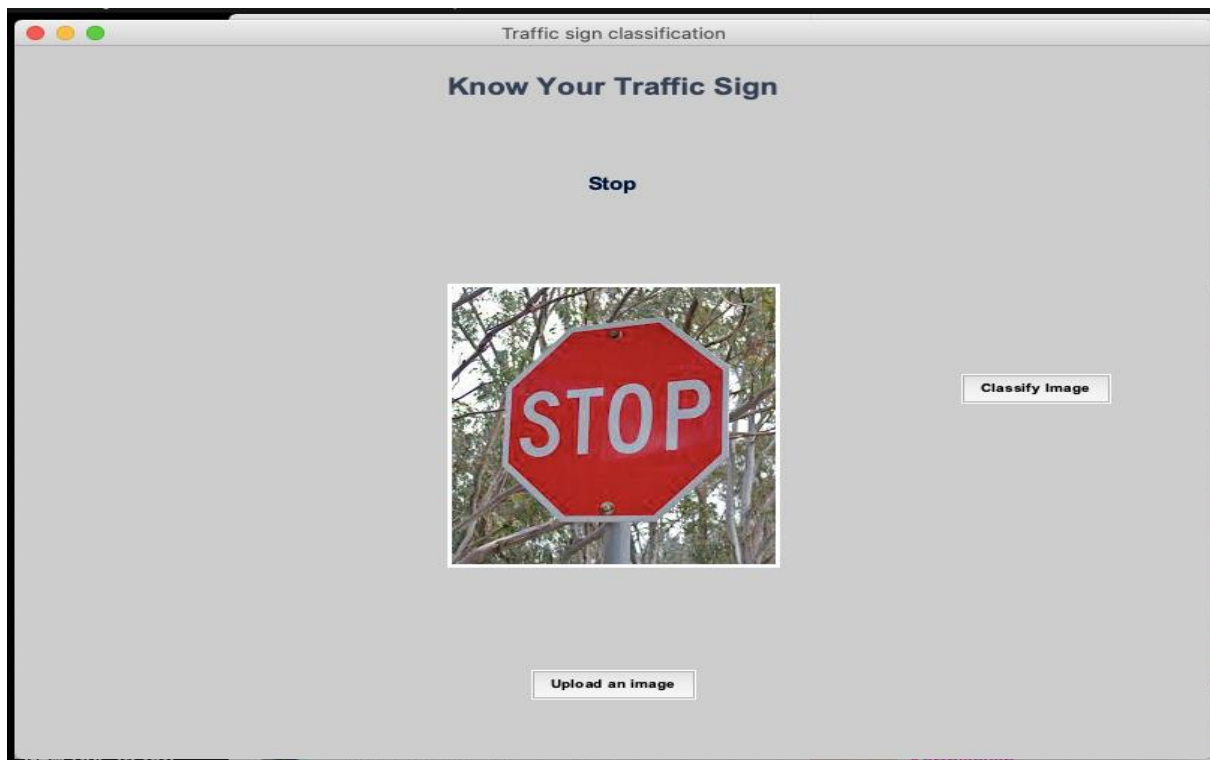 Traffic sign classification
Know Your Traffic Sign
Stop
STOP
Classify Image
Upload an image